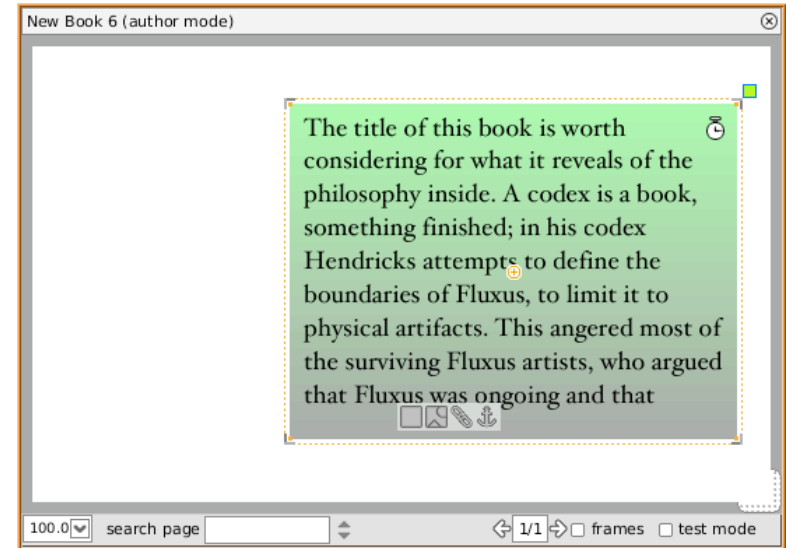 New Book 6 (author mode)
The title of this book is worth
considering for what it reveals of the
philosophy inside. A codex is a book,
something finished; in his codex
Hendricks attempts to define the
boundaries of Fluxus, to limit it to
physical artifacts. This angered most of
the surviving Fluxus artists, who argued
that Fluxus was ongoing and that
100.0 search page 1/1 frames test mode